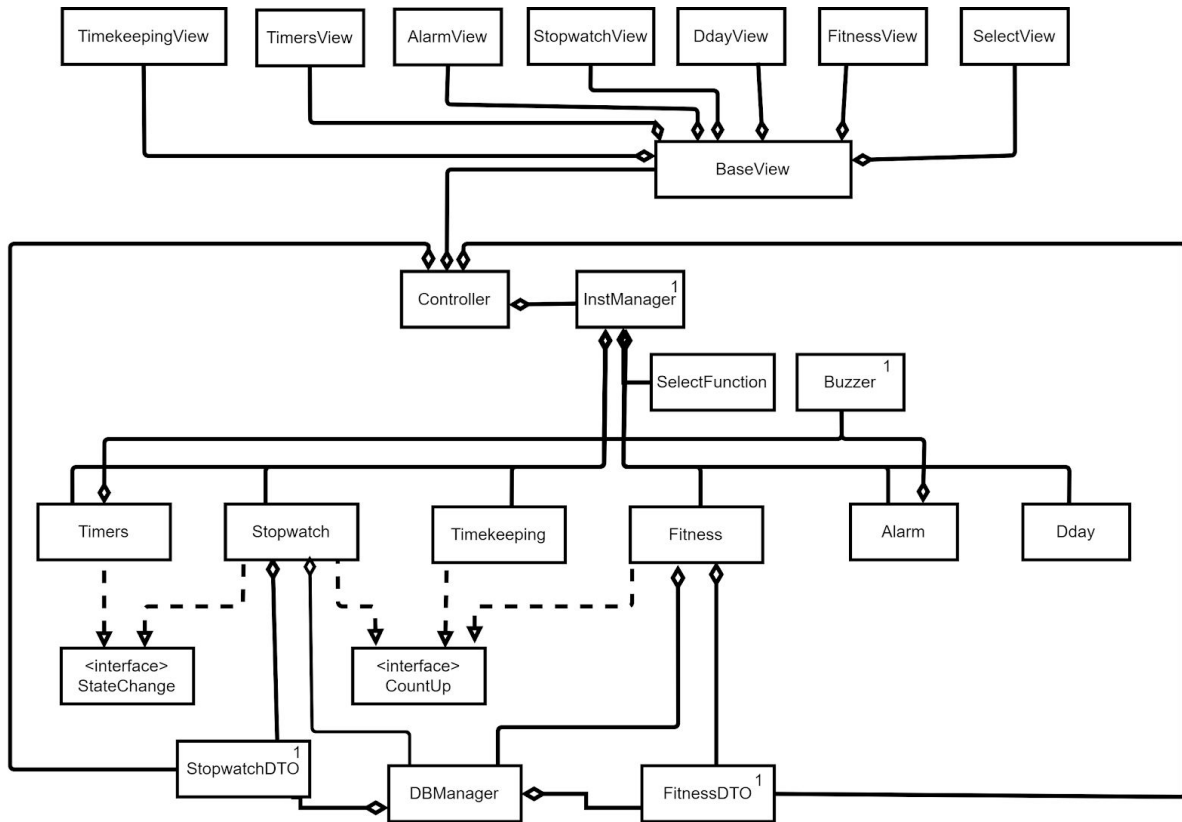 TimekeepingView
TimersView
AlarmView
StopwatchView
DdayView
FitnessView
SelectView
BaseView
Controller
InstManager
1
SelectFunction
Buzzer
1
Timers
Stopwatch
Timekeeping
Fitness
Alarm
Dday
<interface>
StateChange
<interface>
CountUp
StopwatchDTO
1
DBManager
FitnessDTO
1